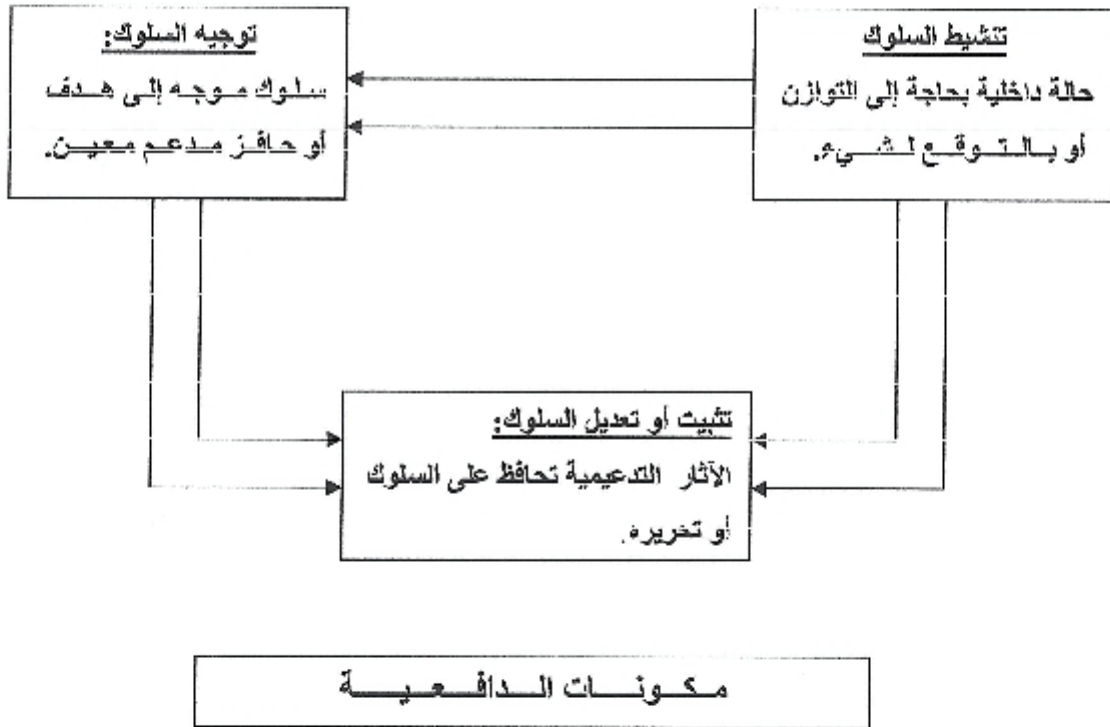 تنشيط السلوك
حالة داخلية بحاجة إلى التوازن
أو بالتوقع لشيء.
توجيه السلوك:
سلوك موجه إلى هدف
أو حافز مدعم معين.
تثبيت أو تعديل السلوك:
الآثار التدعيمية تحافظ على السلوك
أو تحريره.
مكونات الدافعية